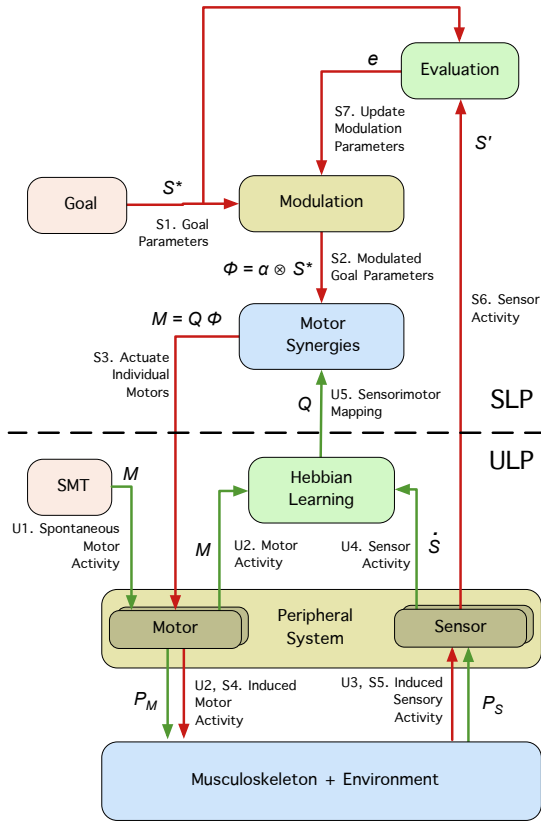 e
Evaluation
S7. Update
Modulation
Parameters
S'
S*
Goal
Modulation
S1. Goal
Parameters
Φ = α ⊗ S*
S2. Modulated
Goal Parameters
S6. Sensor
Activity
M = Q Φ
Motor
Synergies
S3. Actuate
Individual
Motors
Q
U5. Sensorimotor
Mapping
SLP
ULP
SMT
M
Hebbian
Learning
U1. Spontaneous
Motor
Activity
M
U2. Motor
Activity
U4. Sensor
Activity
Ṡ
Motor
Peripheral
System
Sensor
P_M
U2, S4. Induced
Motor
Activity
U3, S5. Induced
Sensory
Activity
P_S
Musculoskeleton + Environment